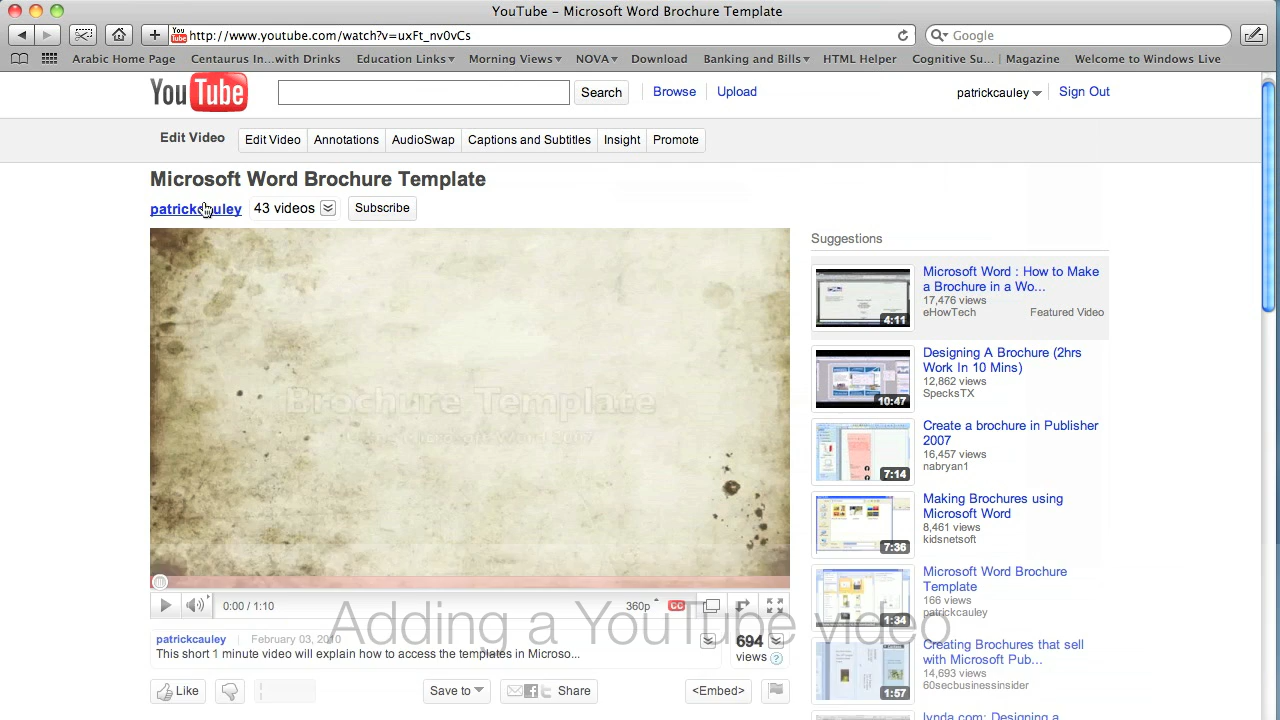 YouTube – Microsoft Word Brochure Template
http://www.youtube.com/watch?v=uxFt_nv0vCs
Google
Arabic Home Page Centaurus In...with Drinks Education Links Morning Views NOVA Download Banking and Bills HTML Helper Cognitive Su... | Magazine Welcome to Windows Live
YouTube Search Browse Upload patrickcauley Sign Out
Edit Video Edit Video Annotations AudioSwap Captions and Subtitles Insight Promote
Microsoft Word Brochure Template
patrickcauley 43 videos Subscribe
Brochure Template
0:00 / 1:10 360p CC
Adding a YouTube video
patrickcauley February 03, 2010
This short 1 minute video will explain how to access the templates in Microso...
694
views ?
Like Save to Share <Embed>
Suggestions
Microsoft Word : How to Make
a Brochure in a Wo...
17,476 views
eHowTech Featured Video
4:11
Designing A Brochure (2hrs
Work In 10 Mins)
12,862 views
SpecksTX
10:47
Create a brochure in Publisher
2007
16,457 views
nabryan1
7:14
Making Brochures using
Microsoft Word
8,461 views
kidsnetsoft
7:36
Microsoft Word Brochure
Template
166 views
patrickcauley
1:34
Creating Brochures that sell
with Microsoft Pub...
14,693 views
60secbusinessinsider
1:57
lynda.com: Designing a